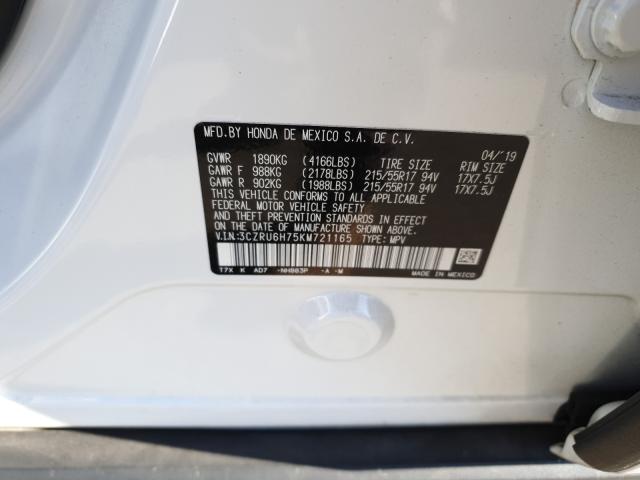 MFD.BY HONDA DE MEXICO S.A. DE C.V.
04/'19
GVWR 1890KG (4166LBS) TIRE SIZE RIM SIZE
GAWR F 988KG (2178LBS) 215/55R17 94V 17X7.5J
GAWR R 902KG (1988LBS) 215/55R17 94V 17X7.5J
THIS VEHICLE CONFORMS TO ALL APPLICABLE
FEDERAL MOTOR VEHICLE SAFETY
AND THEFT PREVENTION STANDARDS IN EFFECT
ON THE DATE OF MANUFACTURE SHOWN ABOVE.
V.I.N:3CZRU6H75KM721165 TYPE: MPV
T7X K AD7 -NH883P -A -M
MADE IN MEXICO